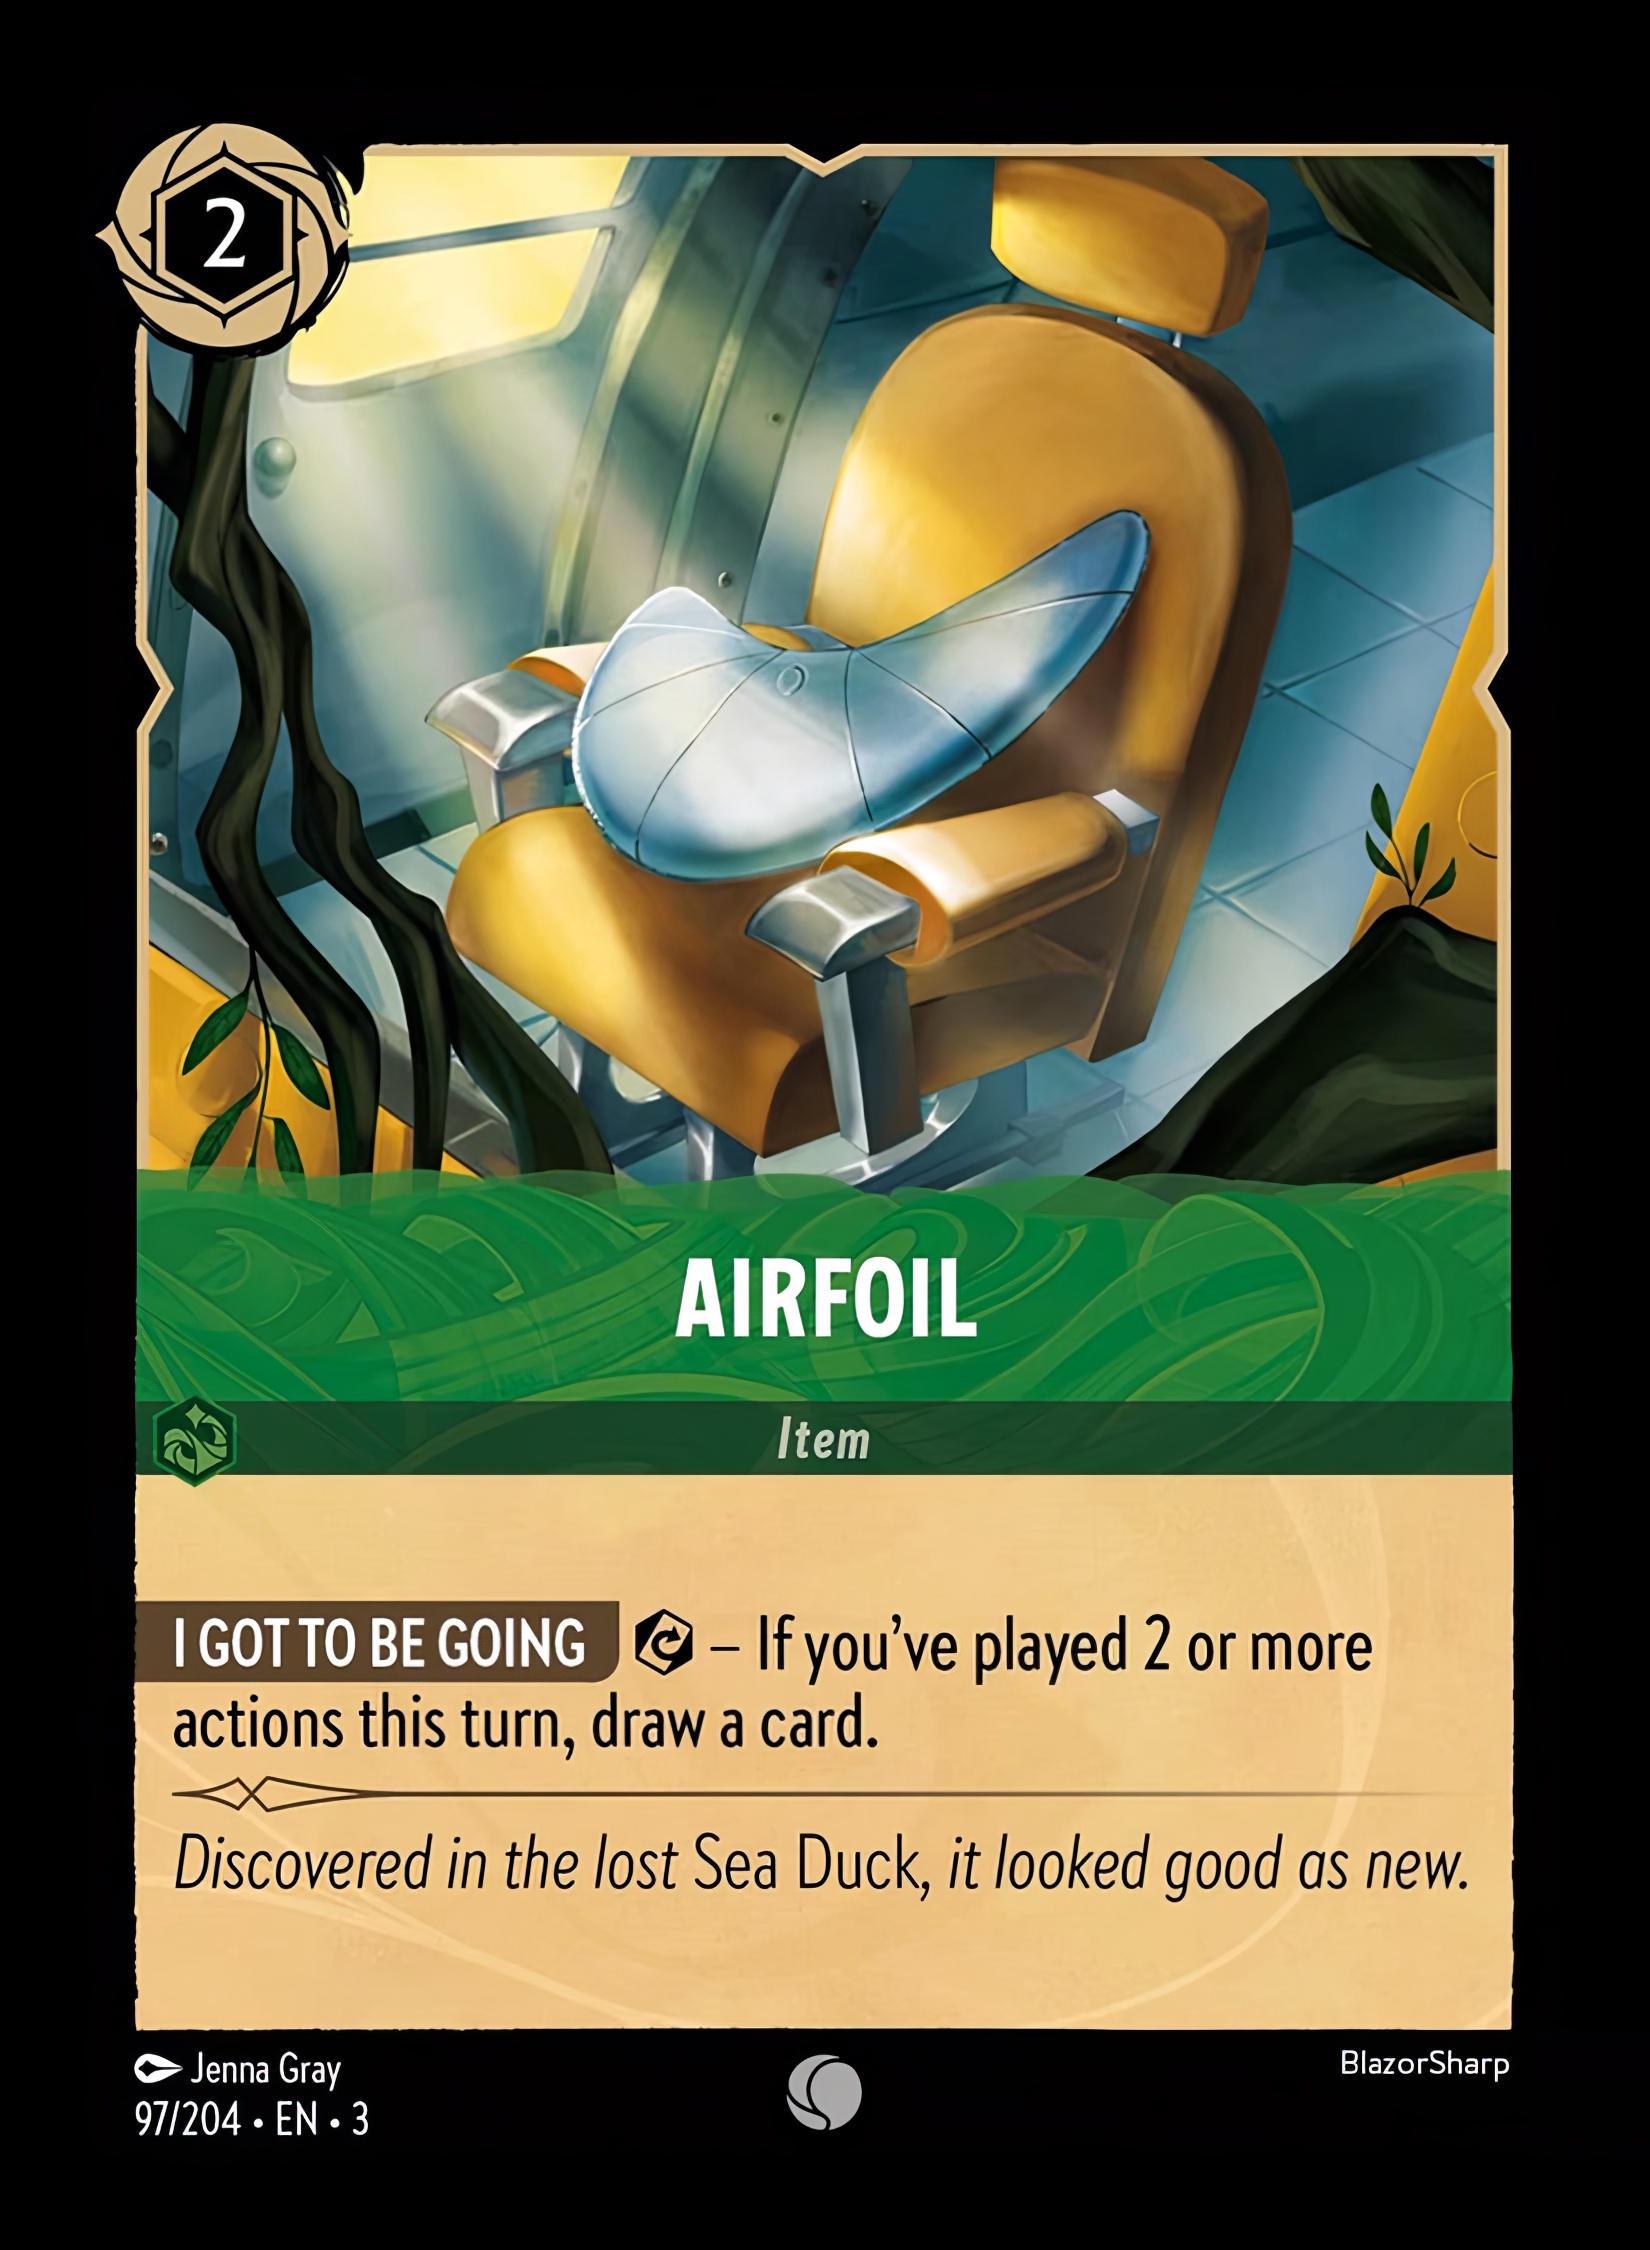 2
AIRFOIL
Item
I GOT TO BE GOING – If you've played 2 or more
actions this turn, draw a card.
Discovered in the lost Sea Duck, it looked good as new.
Jenna Gray
BlazorSharp
97/204 • EN • 3